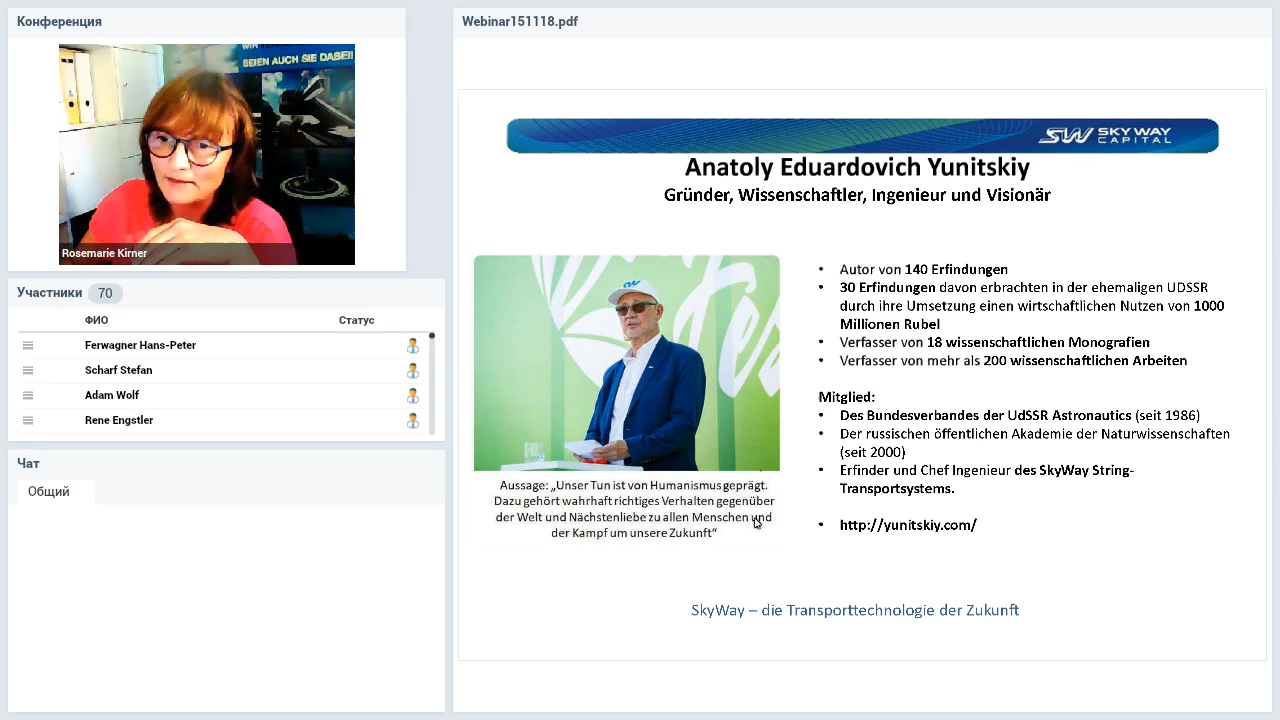 Конференция
WIR
SEIEN AUCH SIE DABEI!
Rosemarie Kirner
Участники 70
ФИО Статус
Ferwagner Hans-Peter
Scharf Stefan
Adam Wolf
Rene Engstler
Чат
Общий
Webinar151118.pdf
SW SKY WAY
CAPITAL
Anatoly Eduardovich Yunitskiy
Gründer, Wissenschaftler, Ingenieur und Visionär
Aussage: „Unser Tun ist von Humanismus geprägt.
Dazu gehört wahrhaft richtiges Verhalten gegenüber
der Welt und Nächstenliebe zu allen Menschen und
der Kampf um unsere Zukunft“
• Autor von 140 Erfindungen
• 30 Erfindungen davon erbrachten in der ehemaligen UDSSR
durch ihre Umsetzung einen wirtschaftlichen Nutzen von 1000
Millionen Rubel
• Verfasser von 18 wissenschaftlichen Monografien
• Verfasser von mehr als 200 wissenschaftlichen Arbeiten
Mitglied:
• Des Bundesverbandes der UdSSR Astronautics (seit 1986)
• Der russischen öffentlichen Akademie der Naturwissenschaften
(seit 2000)
• Erfinder und Chef Ingenieur des SkyWay String-
Transportsystems.
• http://yunitskiy.com/
SkyWay – die Transporttechnologie der Zukunft